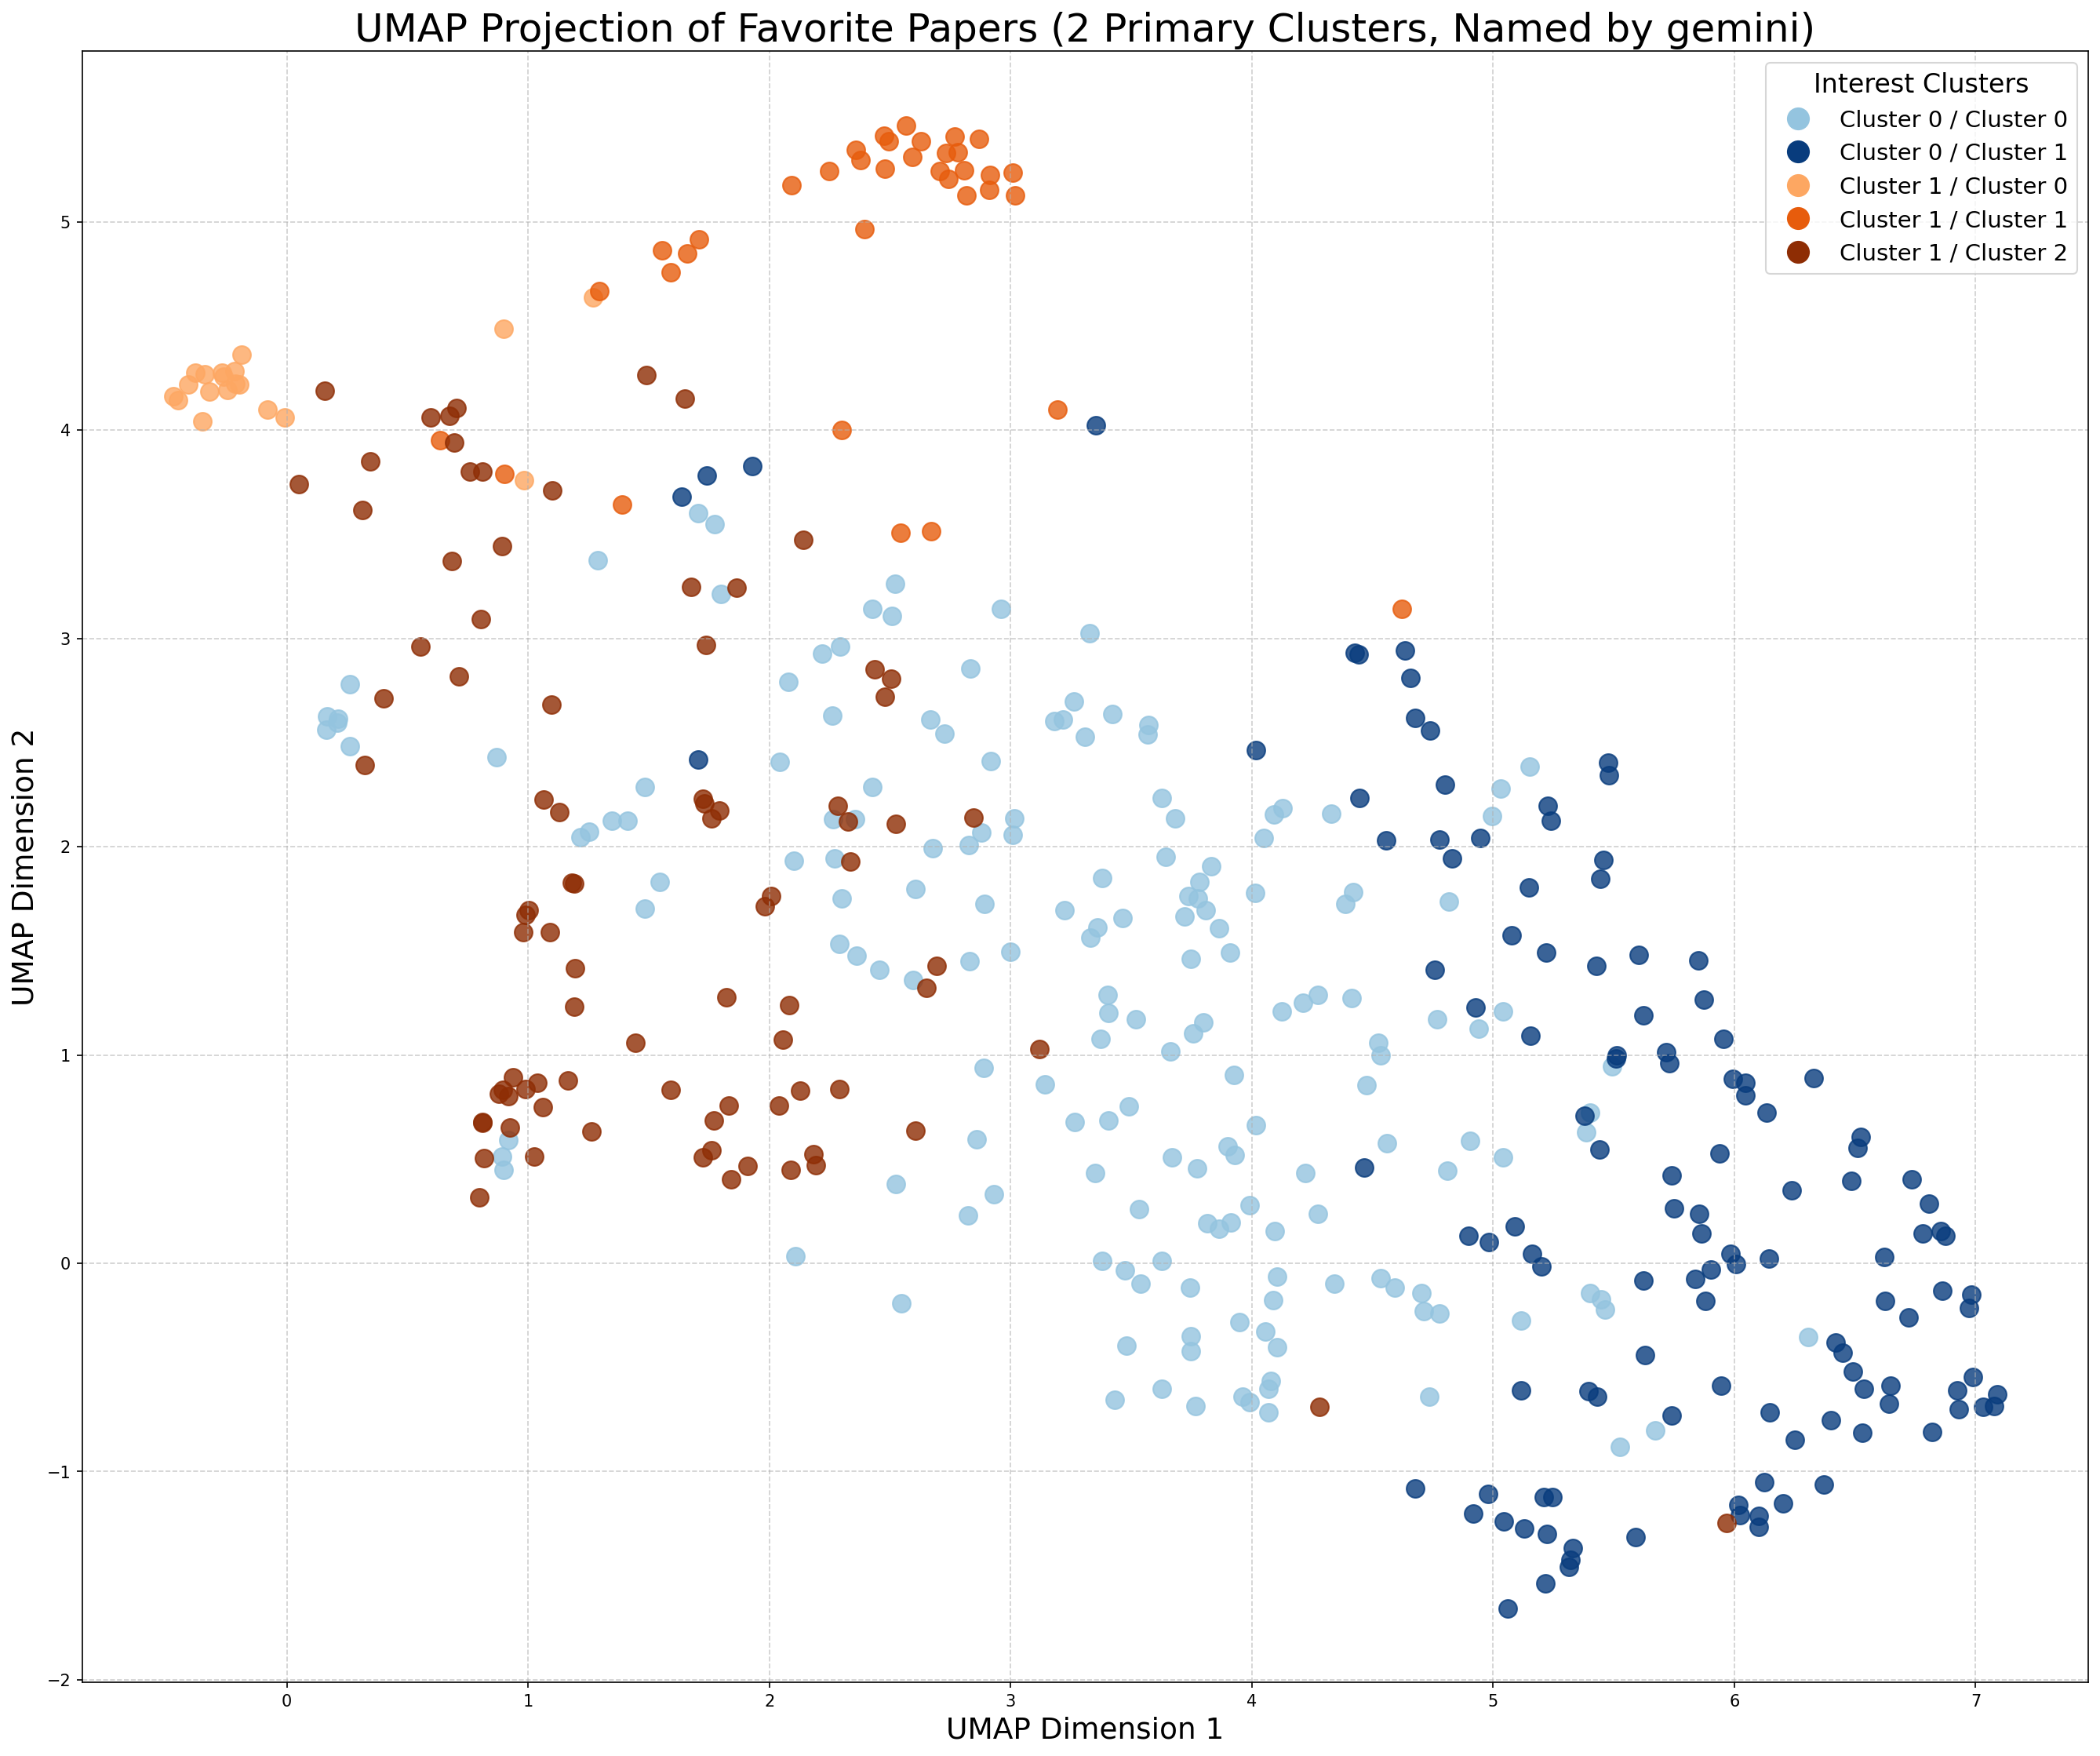 UMAP Projection of Favorite Papers (2 Primary Clusters, Named by gemini)
Interest Clusters
Cluster 0 / Cluster 0
Cluster 0 / Cluster 1
Cluster 1 / Cluster 0
Cluster 1 / Cluster 1
Cluster 1 / Cluster 2
UMAP Dimension 2
5
4
3
2
1
0
−1
−2
0 1 2 3 4 5 6 7
UMAP Dimension 1